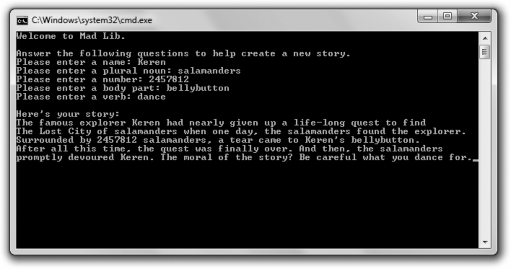 C:\Windows\system32\cmd.exe
Welcome to Mad Lib.
Answer the following questions to help create a new story.
Please enter a name: Keren
Please enter a plural noun: salamanders
Please enter a number: 2457812
Please enter a body part: bellybutton
Please enter a verb: dance
Here's your story:
The famous explorer Keren had nearly given up a life-long quest to find
The Lost City of salamanders when one day, the salamanders found the explorer.
Surrounded by 2457812 salamanders, a tear came to Keren's bellybutton.
After all this time, the quest was finally over. And then, the salamanders
promptly devoured Keren. The moral of the story? Be careful what you dance for._